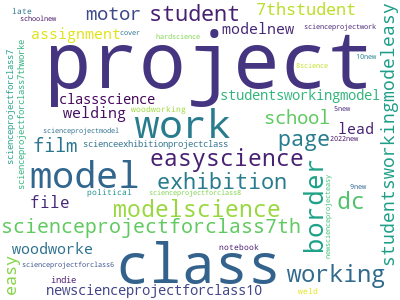 late
schoolnew
motor
student
cover
hardscience
7thstudent
scienceprojectwork
assignment
modelnew
project
8science
10new
scienceprojectforclass7
scienceprojectforclass7thworke
classscience
woodworking
studentsworkingmodel
5new
welding
school
2022new
scienceprojectmodel
work
page
lead
film
scienceexhibitionprojectclass
easyscience
model
exhibition
political
scienceprojectforclass8
border
dc
9new
newscienceprojecteasy
studentsworkingmodeleasy
file
modelscience
scienceprojectforclass7th
woodworke
class
notebook
easy
scienceprojectforclass6
working
indie
newscienceprojectforclass10
weld